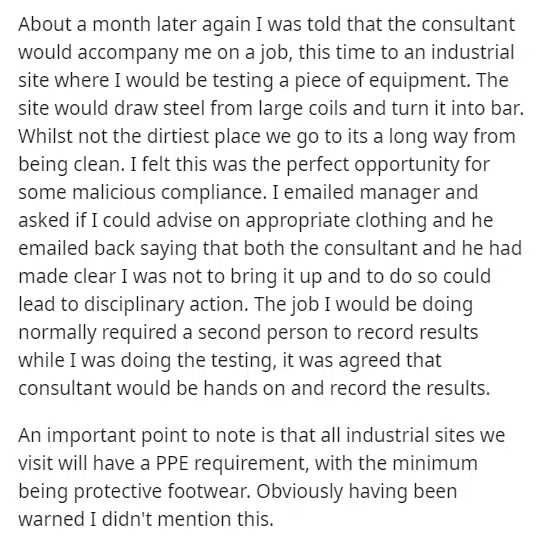 About a month later again I was told that the consultant
would accompany me on a job, this time to an industrial
site where I would be testing a piece of equipment. The
site would draw steel from large coils and turn it into bar.
Whilst not the dirtiest place we go to its a long way from
being clean. I felt this was the perfect opportunity for
some malicious compliance. I emailed manager and
asked if I could advise on appropriate clothing and he
emailed back saying that both the consultant and he had
made clear I was not to bring it up and to do so could
lead to disciplinary action. The job I would be doing
normally required a second person to record results
while I was doing the testing, it was agreed that
consultant would be hands on and record the results.
An important point to note is that all industrial sites we
visit will have a PPE requirement, with the minimum
being protective footwear. Obviously having been
warned I didn't mention this.